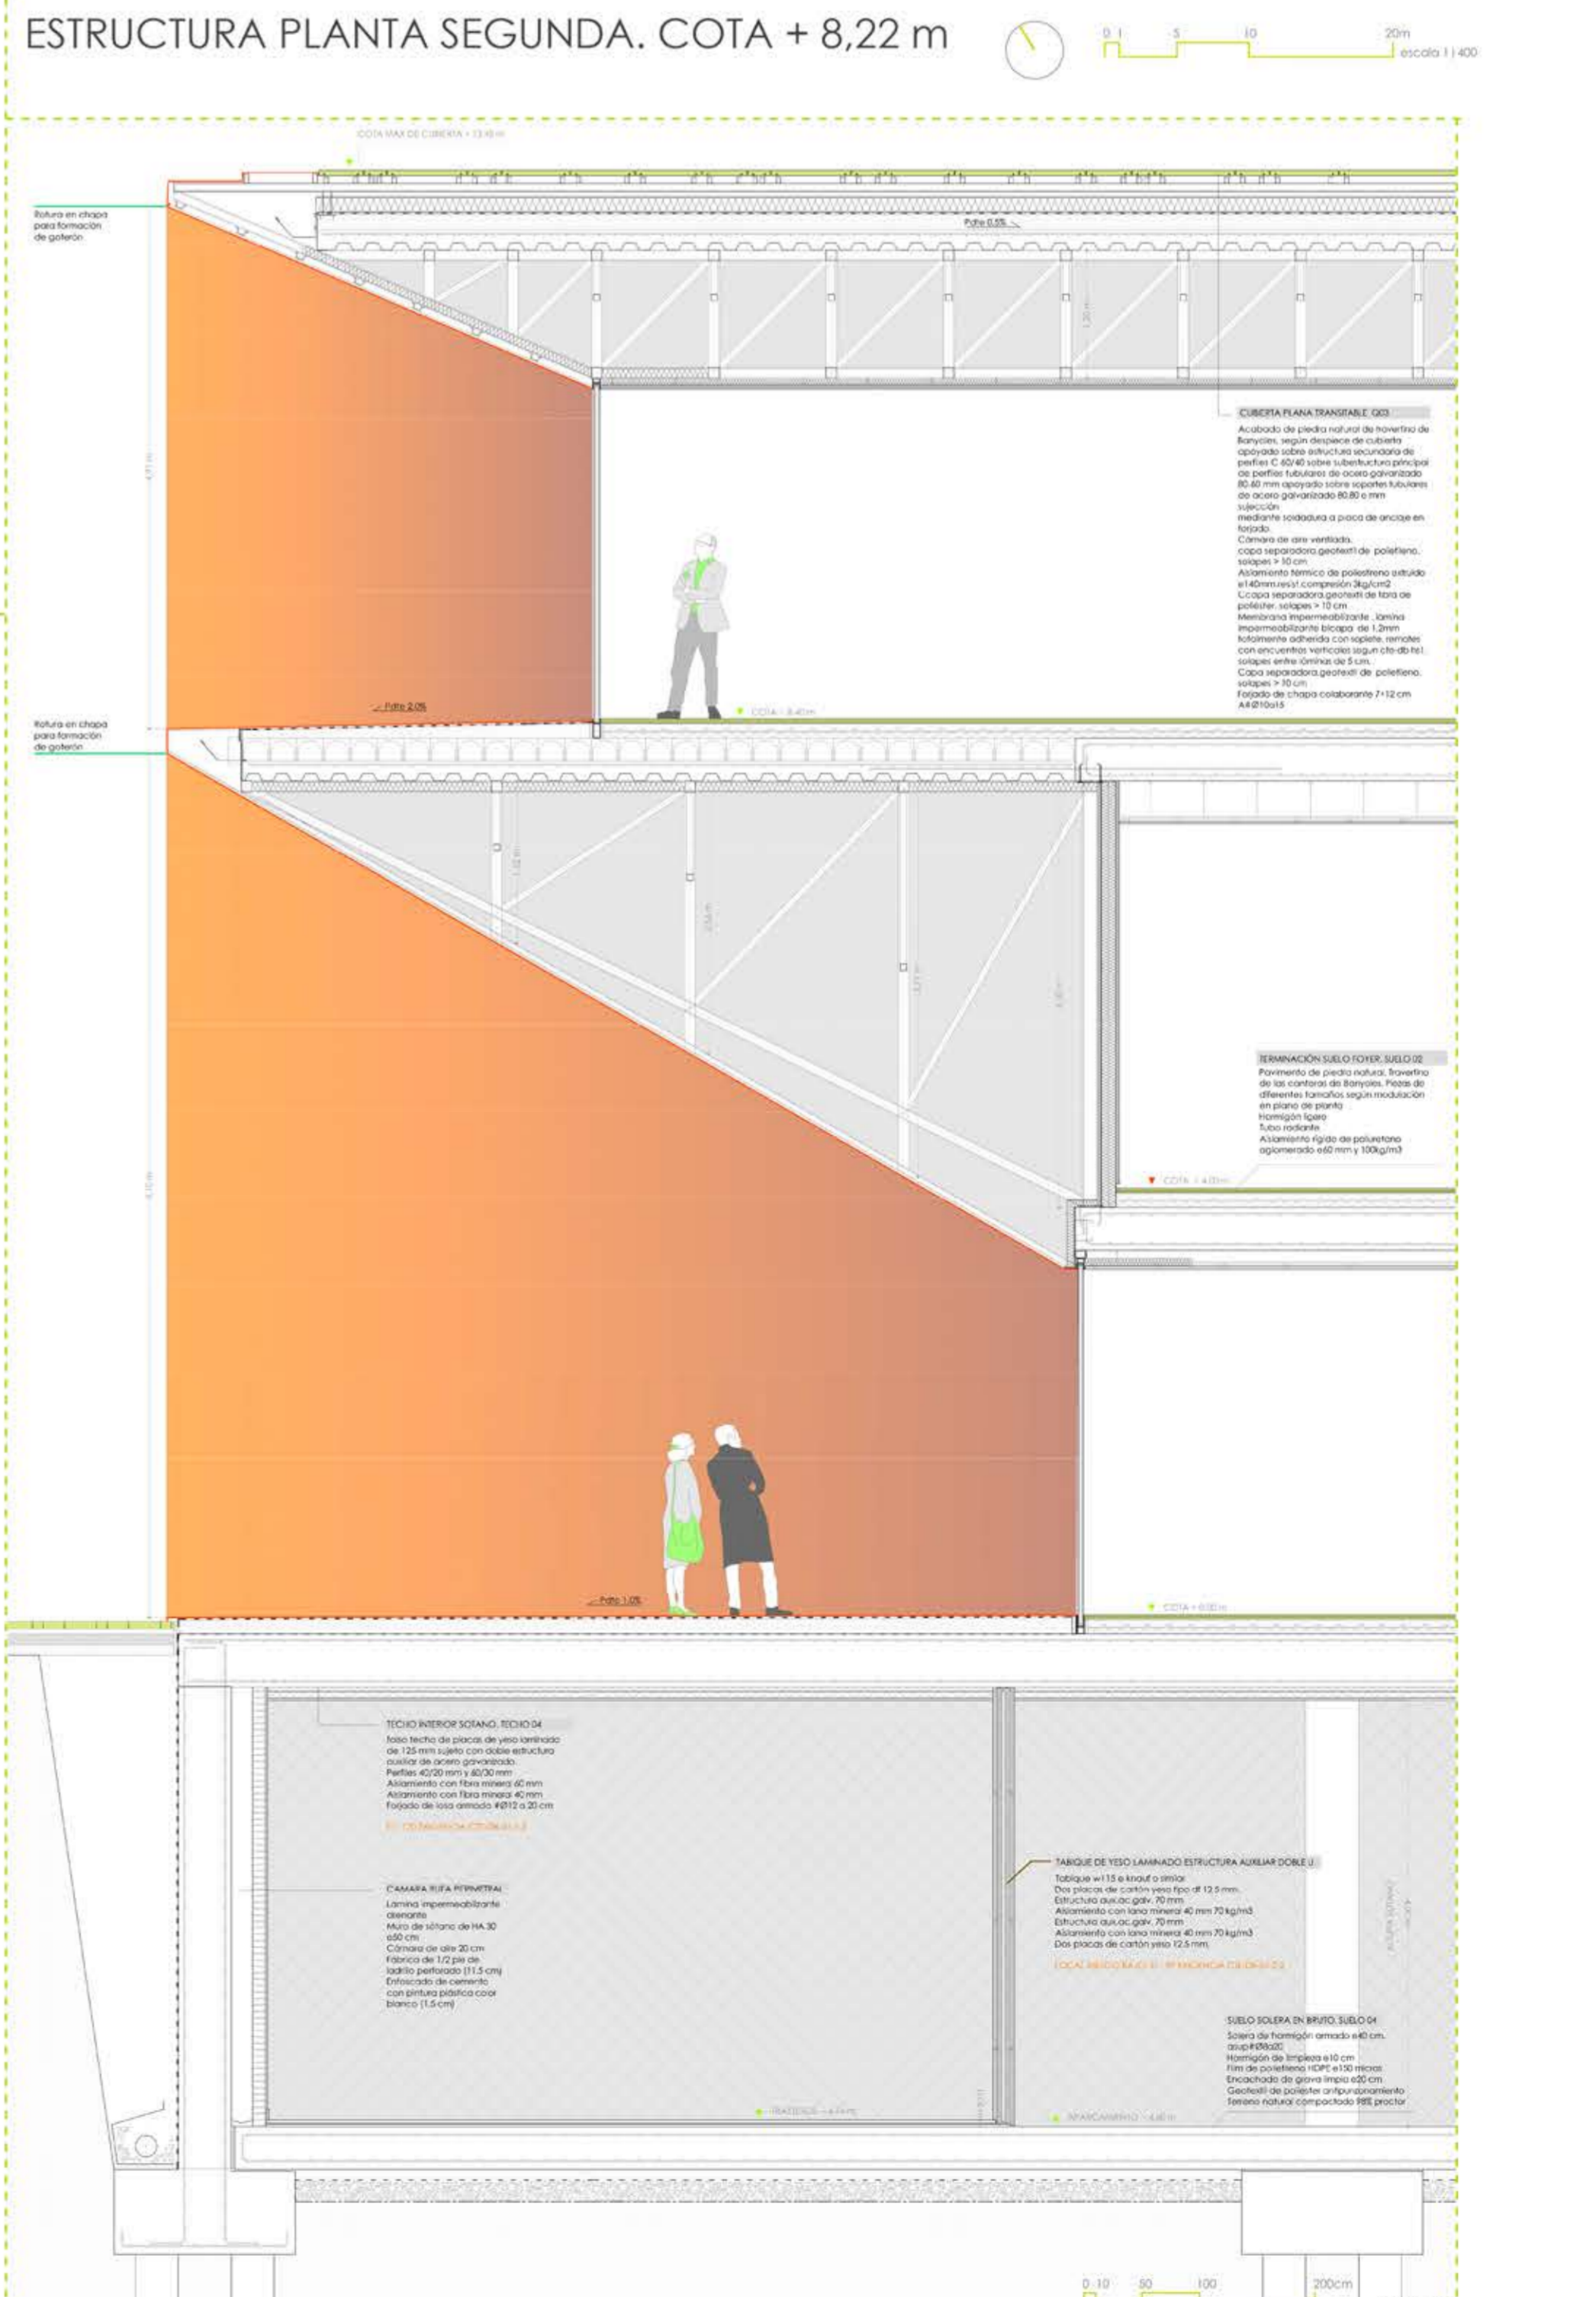 ESTRUCTURA PLANTA SEGUNDA. COTA + 8,22 m
0 1 5 10 20m
escala 1|400
COTA MAX DE CUBIERTA +
Rotura en chapa
para formación
de goterón
Pdte 0.5%
1,20 m
CUBIERTA PLANA TRANSITABLE. Q03
Acabado de piedra natural de travertino de
Banyoles, según despiece de cubierta
apoyado sobre estructura secundaria de
perfiles C 60/40 sobre subestructura principal
de perfiles tubulares de acero galvanizado
80.60 mm apoyado sobre soportes tubulares
de acero galvanizado 80.80 e mm
sujección
mediante soldadura a placa de anclaje en
forjado.
Cámara de aire ventilada.
capa separadora.geotextil de polietileno.
solapes > 10 cm
Aislamiento térmico de poliestireno extruido
e140mm.resist.compresión 3kg/cm2
Ccapa separadora.geotextil de fibra de
poliéster. solapes > 10 cm
Membrana impermeabilizante . lámina
impermeabilizante bicapa de 1.2mm
totalmente adherida con soplete. remates
con encuentros verticales segun cte-db-hs1.
solapes entre láminas de 5 cm.
Capa separadora.geotextil de polietileno.
solapes > 10 cm
Forjado de chapa colaborante 7+12 cm
A#Ø10a15
Pdte 2.0%
COTA + 8.40 m
Rotura en chapa
para formación
de goterón
TERMINACIÓN SUELO FOYER. SUELO 02
Pavimento de piedra natural. Travertino
de las canteras de Banyoles. Piezas de
diferentes tamaños según modulación
en plano de planta
Hormigón ligero
Tubo radiante
Aislamiento rígido de poliuretano
aglomerado e60 mm y 100kg/m3
COTA + 4.00 m
Pdte 1.0%
COTA + 0.00 m
TECHO INTERIOR SOTANO. TECHO 04
falso techo de placas de yeso laminado
de 125 mm sujeto con doble estructura
auxiliar de acero galvanizado.
Perfiles 40/20 mm y 60/30 mm
Aislamiento con fibra mineral 60 mm
Aislamiento con fibra mineral 40 mm
Forjado de losa armado #Ø12 a 20 cm
TABIQUE DE YESO LAMINADO ESTRUCTURA AUXILIAR DOBLE U
Tabique w115 e knauf o similar
Dos placas de cartón yeso tipo df 12.5 mm.
Estructura aux.ac.galv. 70 mm
Aislamiento con lana mineral 40 mm 70 kg/m3
Estructura aux.ac.galv. 70 mm
Aislamiento con lana mineral 40 mm 70 kg/m3
Dos placas de cartón yeso 12.5 mm.
CAMARA BUFA PERIMETRAL
Lamina impermeabilizante
drenante
Muro de sótano de HA 30
e50 cm
Cámara de aire 20 cm
Fábrica de 1/2 pie de
ladrillo perforado (11.5 cm)
Enfoscado de cemento
con pintura plástica color
blanco (1.5 cm)
SUELO SOLERA EN BRUTO. SUELO 04
Solera de hormigón armado e40 cm.
asup#Ø8a20
Hormigón de limpieza e10 cm
Film de polietileno HDPE e150 micras
Encachado de grava limpia e20 cm
Geotextil de poliester antipunzonamiento
Terreno natural compactado 98% proctor
APARCAMIENTO
0 10 50 100 200cm